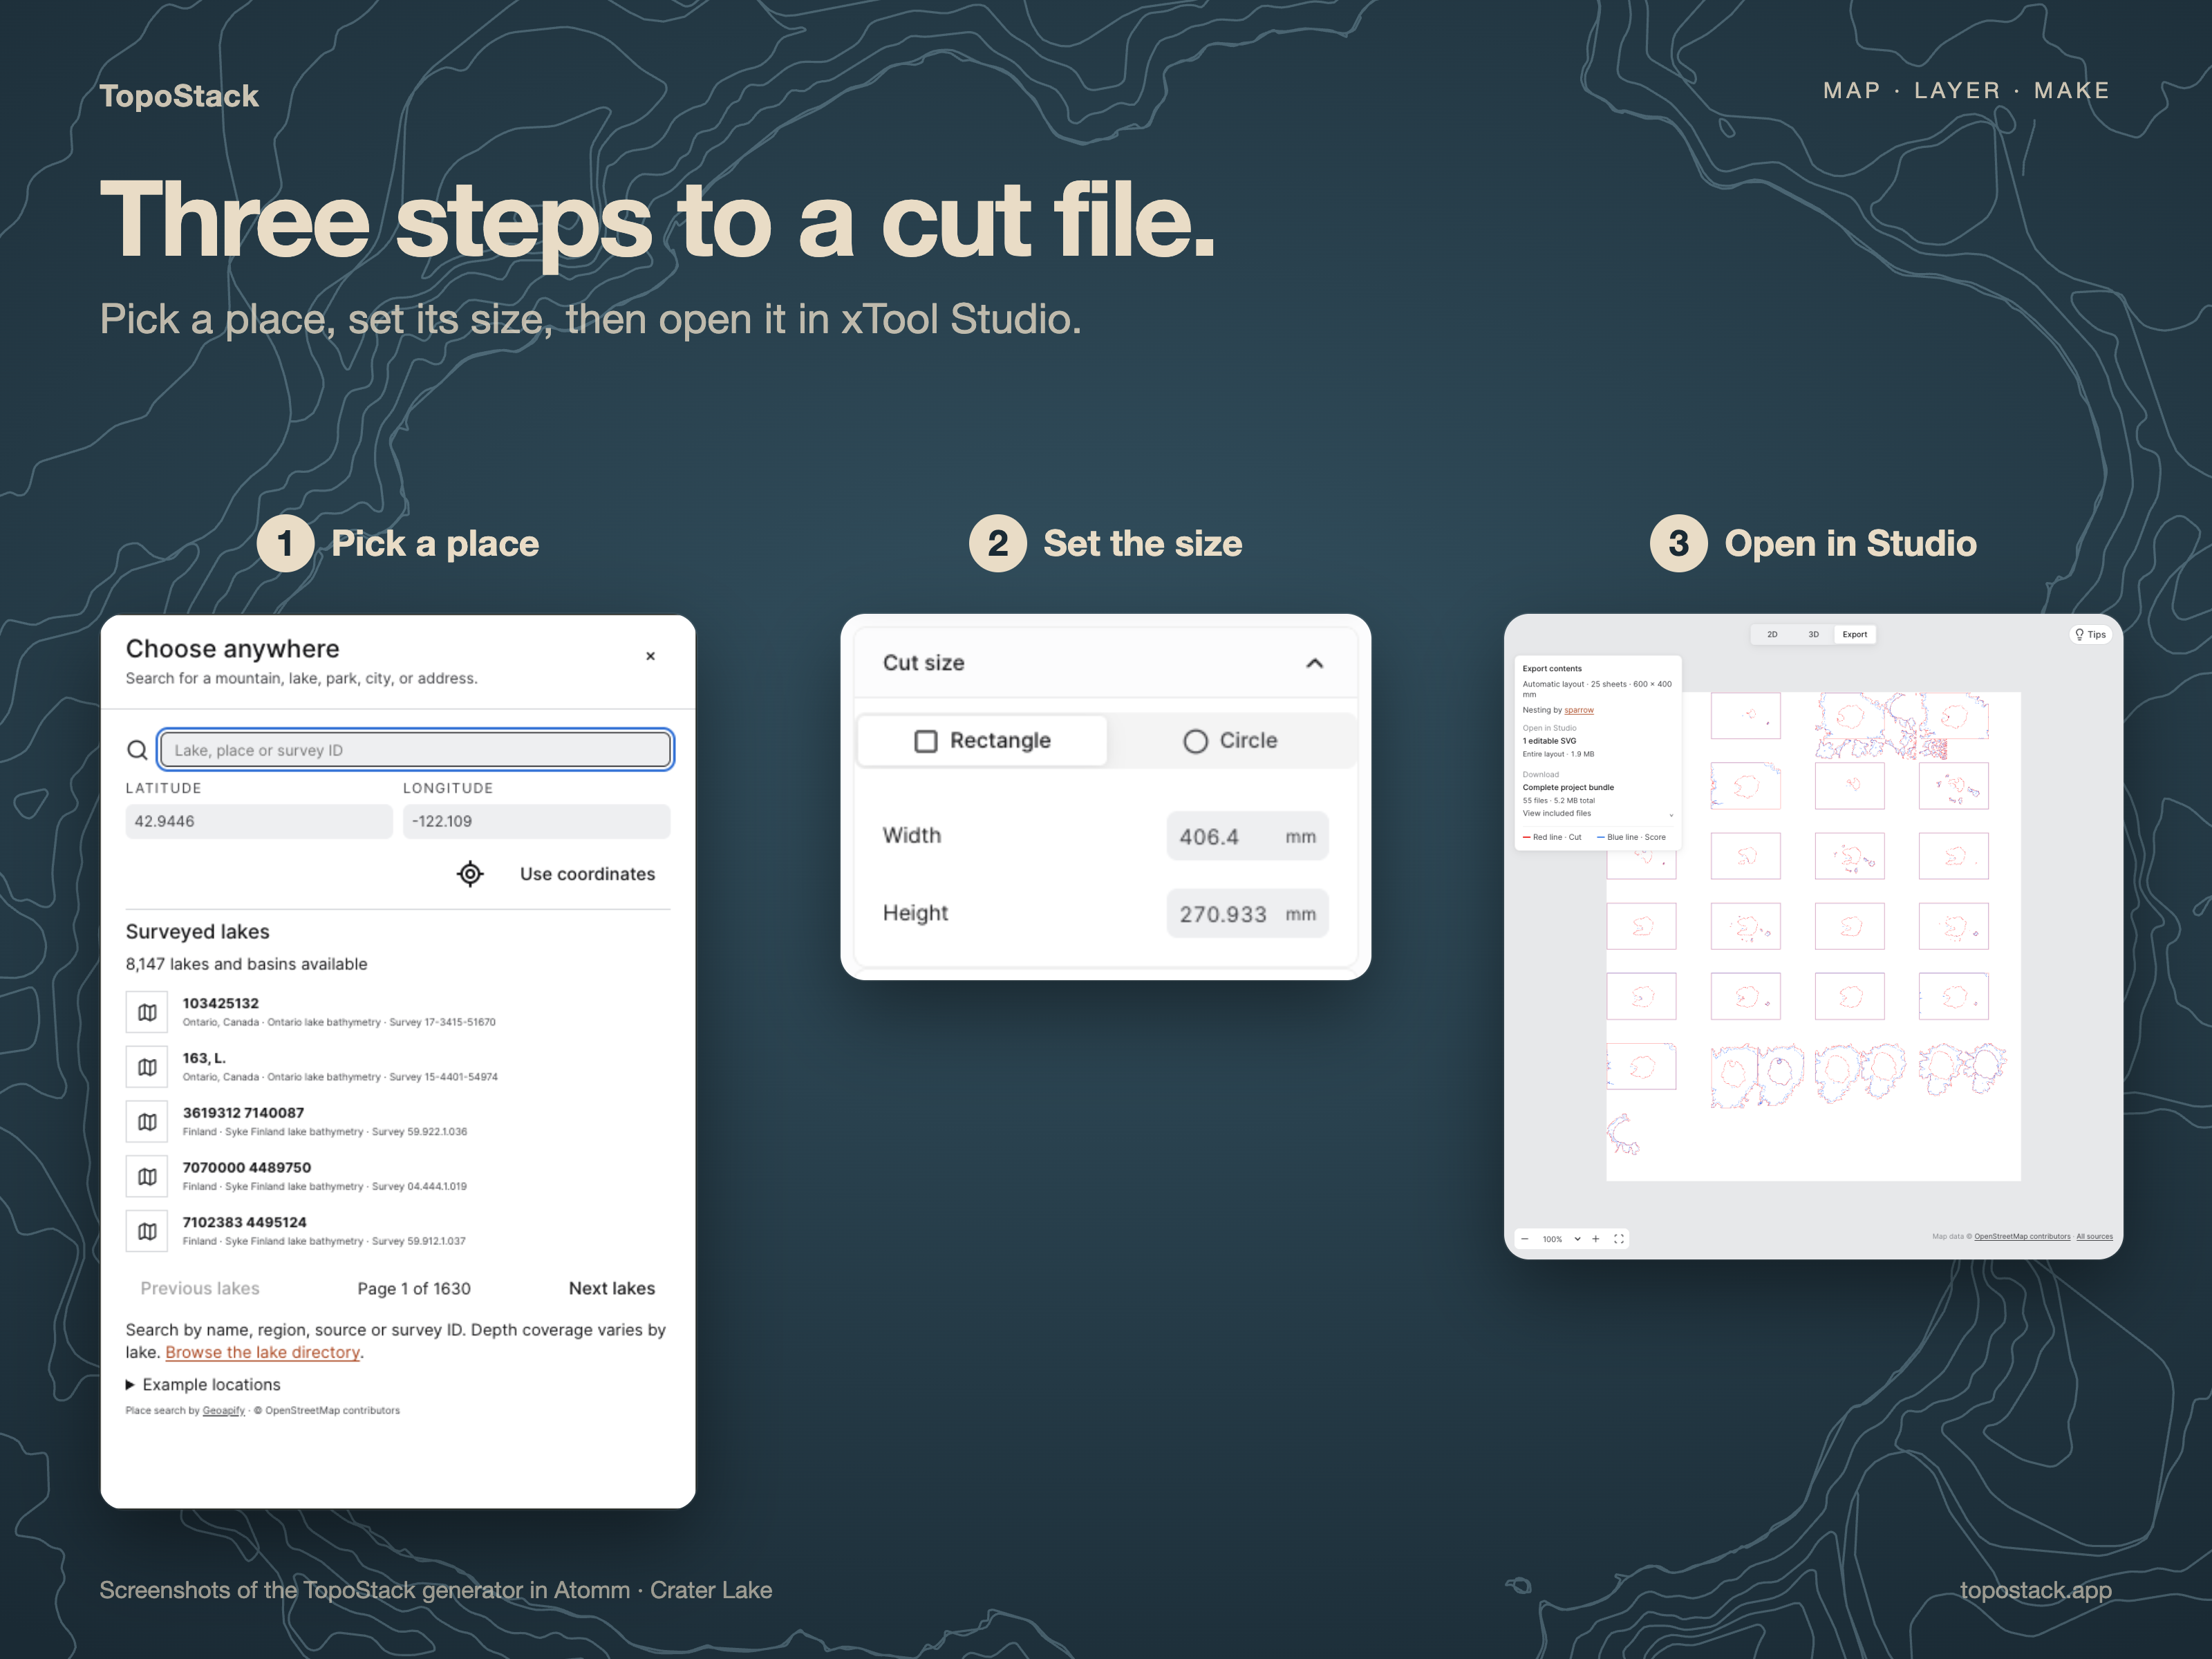 TopoStack
MAP · LAYER · MAKE
Three steps to a cut file.
Pick a place, set its size, then open it in xTool Studio.
1 Pick a place
Choose anywhere
×
Search for a mountain, lake, park, city, or address.
Lake, place or survey ID
LATITUDE LONGITUDE
42.9446 -122.109
Use coordinates
Surveyed lakes
8,147 lakes and basins available
103425132
Ontario, Canada · Ontario lake bathymetry · Survey 17-3415-51670
163, L.
Ontario, Canada · Ontario lake bathymetry · Survey 15-4401-54974
3619312 7140087
Finland · Syke Finland lake bathymetry · Survey 59.922.1.036
7070000 4489750
Finland · Syke Finland lake bathymetry · Survey 04.444.1.019
7102383 4495124
Finland · Syke Finland lake bathymetry · Survey 59.912.1.037
Previous lakes Page 1 of 1630 Next lakes
Search by name, region, source or survey ID. Depth coverage varies by
lake. Browse the lake directory.
Example locations
Place search by Geoapify · © OpenStreetMap contributors
2 Set the size
Cut size
Rectangle Circle
Width 406.4 mm
Height 270.933 mm
3 Open in Studio
2D 3D Export
Tips
Export contents
Automatic layout · 25 sheets · 600 × 400
mm
Nesting by sparrow
Open in Studio
1 editable SVG
Entire layout · 1.9 MB
Download
Complete project bundle
55 files · 5.2 MB total
View included files
Red line · Cut Blue line · Score
100%
Map data © OpenStreetMap contributors · All sources
Screenshots of the TopoStack generator in Atomm · Crater Lake
topostack.app